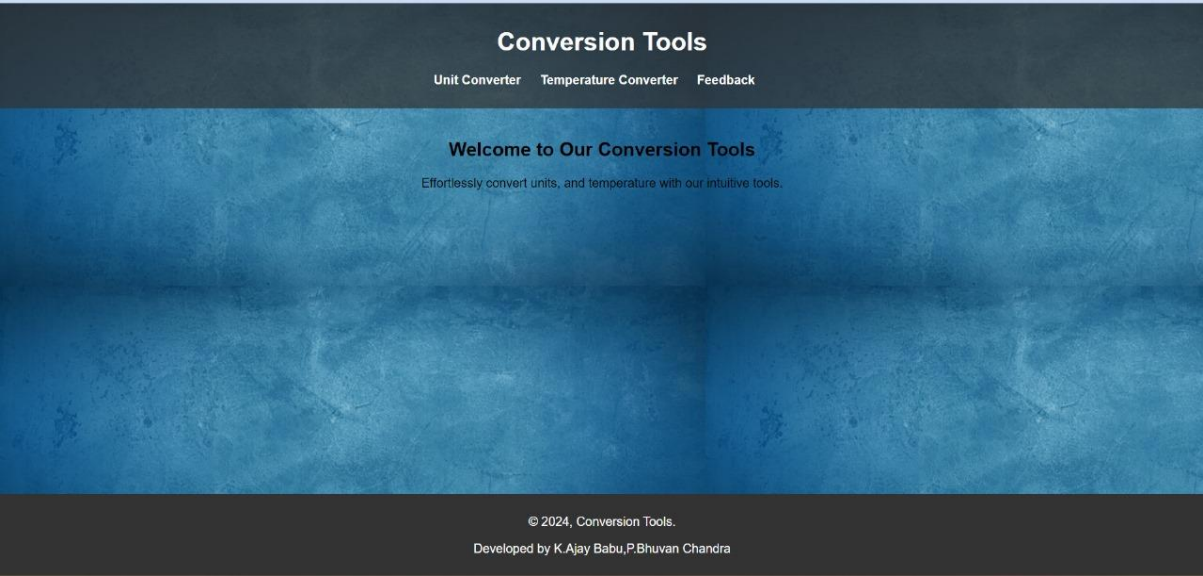 Conversion Tools
Unit Converter Temperature Converter Feedback
Welcome to Our Conversion Tools
Effortlessly convert units, and temperature with our intuitive tools.
© 2024, Conversion Tools.
Developed by K.Ajay Babu,P.Bhuvan Chandra